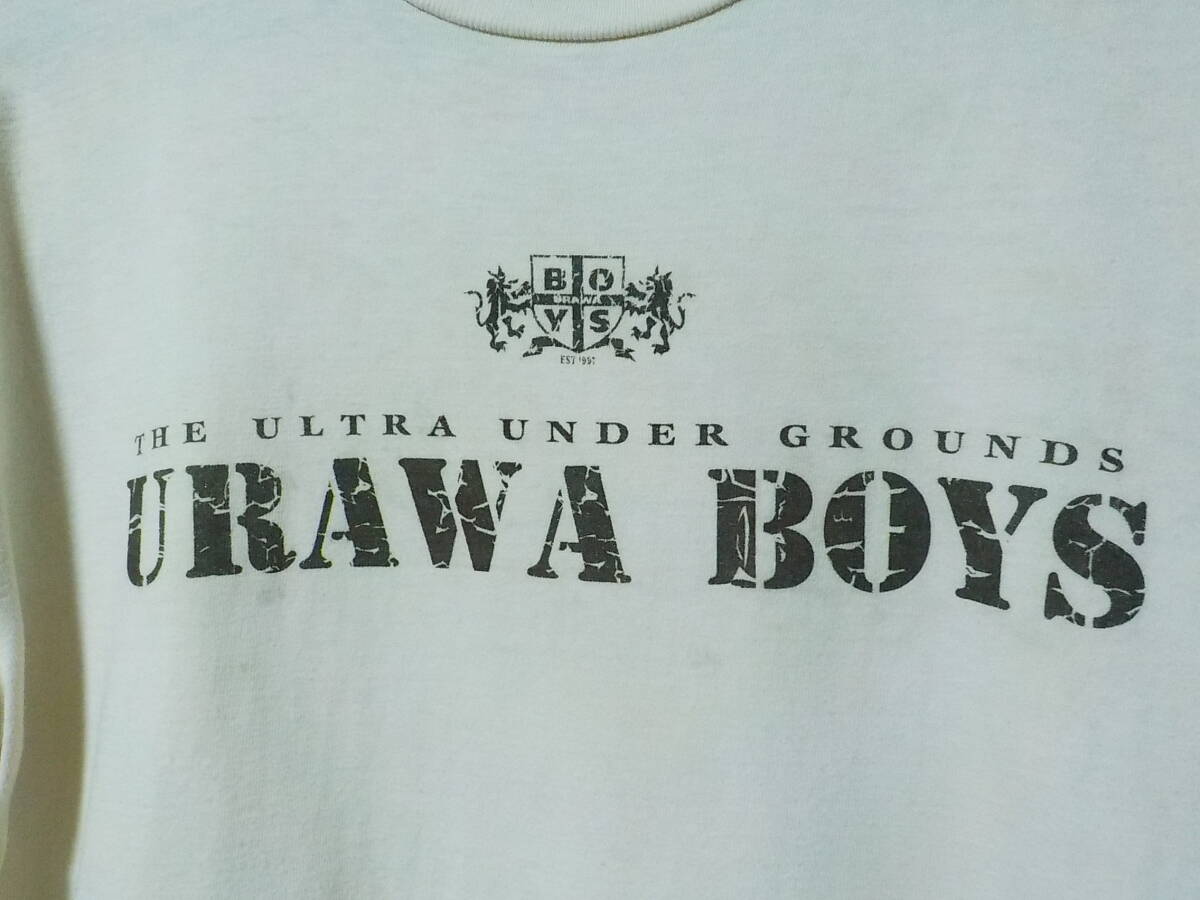 B O
URAWA
Y S
EST 1997
THE ULTRA UNDER GROUNDS
URAWA BOYS